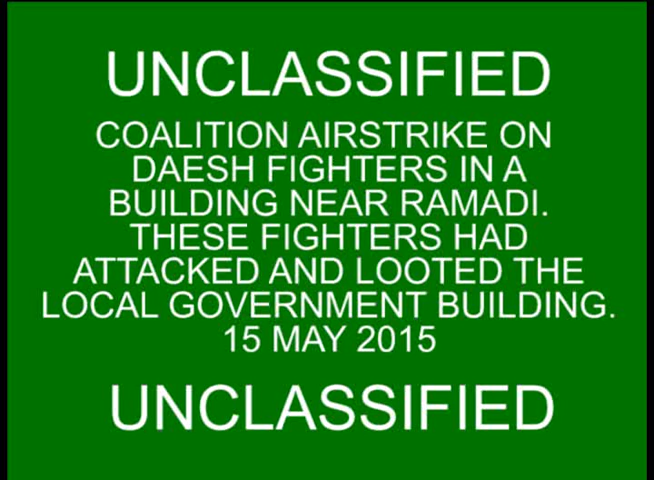 UNCLASSIFIED
COALITION AIRSTRIKE ON
DAESH FIGHTERS IN A
BUILDING NEAR RAMADI.
THESE FIGHTERS HAD
ATTACKED AND LOOTED THE
LOCAL GOVERNMENT BUILDING.
15 MAY 2015
UNCLASSIFIED